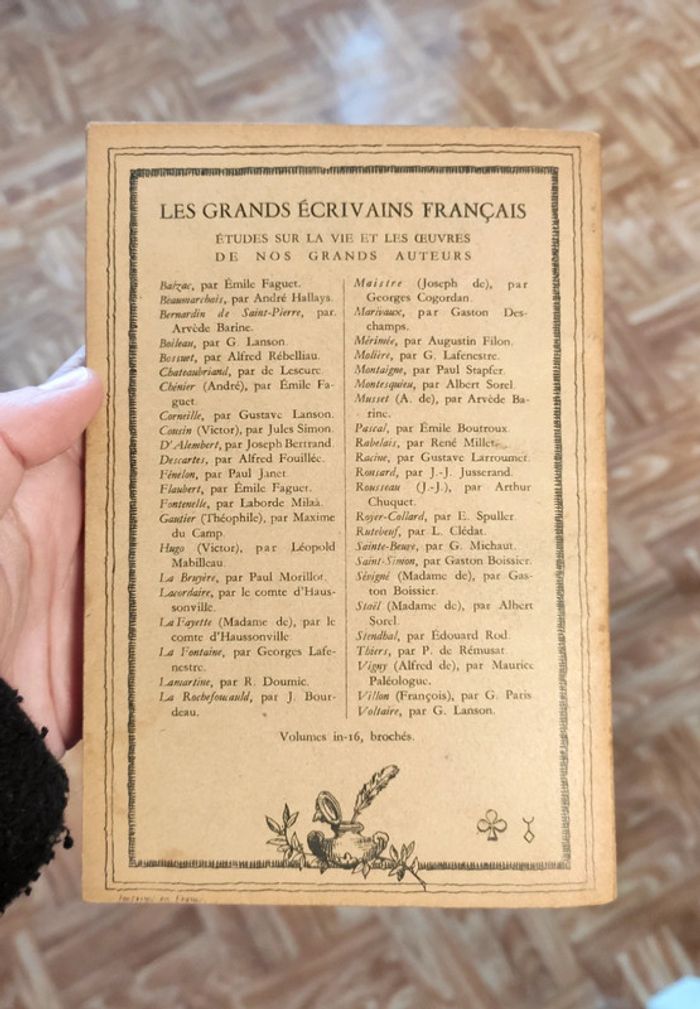 LES GRANDS ÉCRIVAINS FRANÇAIS
ÉTUDES SUR LA VIE ET LES ŒUVRES
DE NOS GRANDS AUTEURS
Balzac, par Émile Faguet.
Beaumarchais, par André Hallays.
Bernardin de Saint-Pierre, par
Arvède Barine.
Boileau, par G. Lanson.
Bossuet, par Alfred Rébelliau.
Chateaubriand, par de Lescure.
Chénier (André), par Émile Fa-
guet.
Corneille, par Gustave Lanson.
Cousin (Victor), par Jules Simon.
D'Alembert, par Joseph Bertrand.
Descartes, par Alfred Fouillée.
Fénelon, par Paul Janet.
Flaubert, par Émile Faguet.
Fontenelle, par Laborde Milaà.
Gautier (Théophile), par Maxime
du Camp.
Hugo (Victor), par Léopold
Mabilleau.
La Bruyère, par Paul Morillot.
Lacordaire, par le comte d'Haus-
sonville.
La Fayette (Madame de), par le
comte d'Haussonville.
La Fontaine, par Georges Lafe-
nestre.
Lamartine, par R. Doumic.
La Rochefoucauld, par J. Bour-
deau.
Maistre (Joseph de), par
Georges Cogordan.
Marivaux, par Gaston Des-
champs.
Mérimée, par Augustin Filon.
Molière, par G. Lafenestre.
Montaigne, par Paul Stapfer.
Montesquieu, par Albert Sorel.
Musset (A. de), par Arvède Ba-
rine.
Pascal, par Émile Boutroux.
Rabelais, par René Millet.
Racine, par Gustave Larroumet.
Ronsard, par J.-J. Jusserand.
Rousseau (J.-J.), par Arthur
Chuquet.
Royer-Collard, par E. Spuller.
Rutebeuf, par L. Clédat.
Sainte-Beuve, par G. Michaut.
Saint-Simon, par Gaston Boissier.
Sévigné (Madame de), par Gas-
ton Boissier.
Staël (Madame de), par Albert
Sorel.
Stendhal, par Édouard Rod.
Thiers, par P. de Rémusat.
Vigny (Alfred de), par Maurice
Paléologue.
Villon (François), par G. Paris
Voltaire, par G. Lanson.
Volumes in-16, brochés.